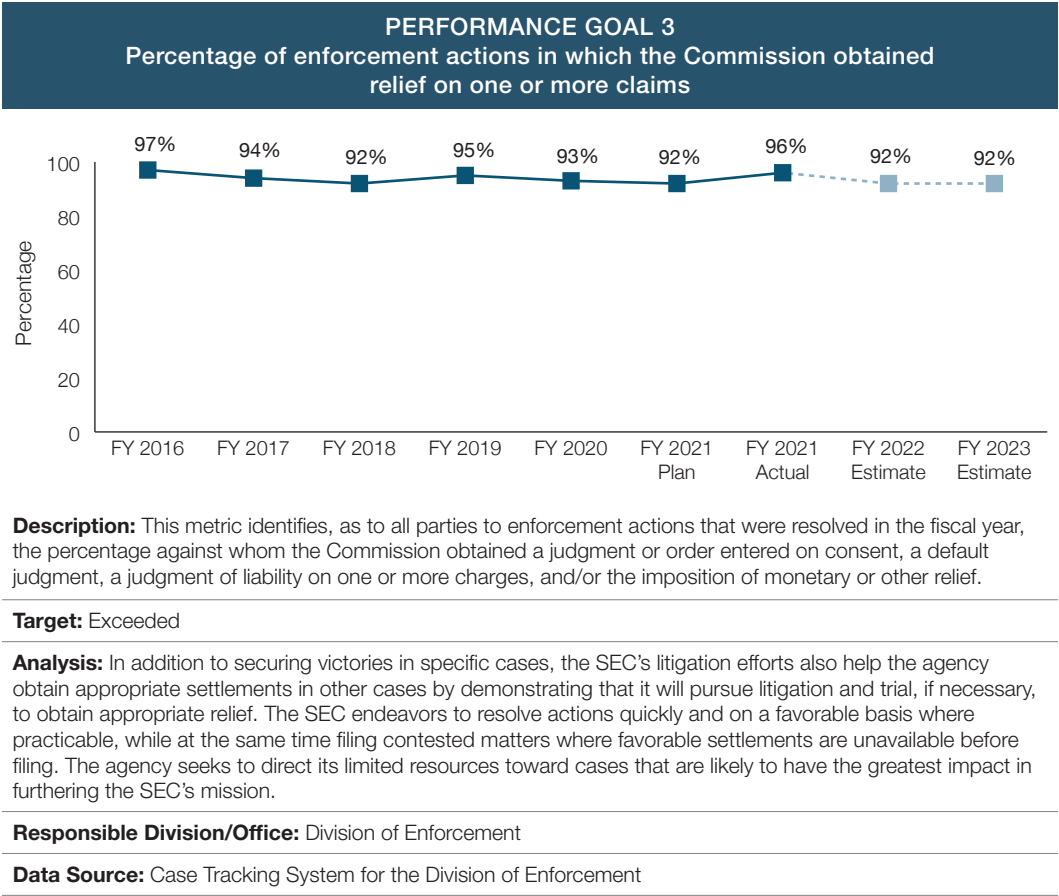 PERFORMANCE GOAL 3
Percentage of enforcement actions in which the Commission obtained
relief on one or more claims
97%
94%
92%
95%
93%
92%
96%
92%
92%
100
80
60
40
20
0
Percentage
FY 2016
FY 2017
FY 2018
FY 2019
FY 2020
FY 2021
Plan
FY 2021
Actual
FY 2022
Estimate
FY 2023
Estimate
Description: This metric identifies, as to all parties to enforcement actions that were resolved in the fiscal year,
the percentage against whom the Commission obtained a judgment or order entered on consent, a default
judgment, a judgment of liability on one or more charges, and/or the imposition of monetary or other relief.
Target: Exceeded
Analysis: In addition to securing victories in specific cases, the SEC’s litigation efforts also help the agency
obtain appropriate settlements in other cases by demonstrating that it will pursue litigation and trial, if necessary,
to obtain appropriate relief. The SEC endeavors to resolve actions quickly and on a favorable basis where
practicable, while at the same time filing contested matters where favorable settlements are unavailable before
filing. The agency seeks to direct its limited resources toward cases that are likely to have the greatest impact in
furthering the SEC’s mission.
Responsible Division/Office: Division of Enforcement
Data Source: Case Tracking System for the Division of Enforcement